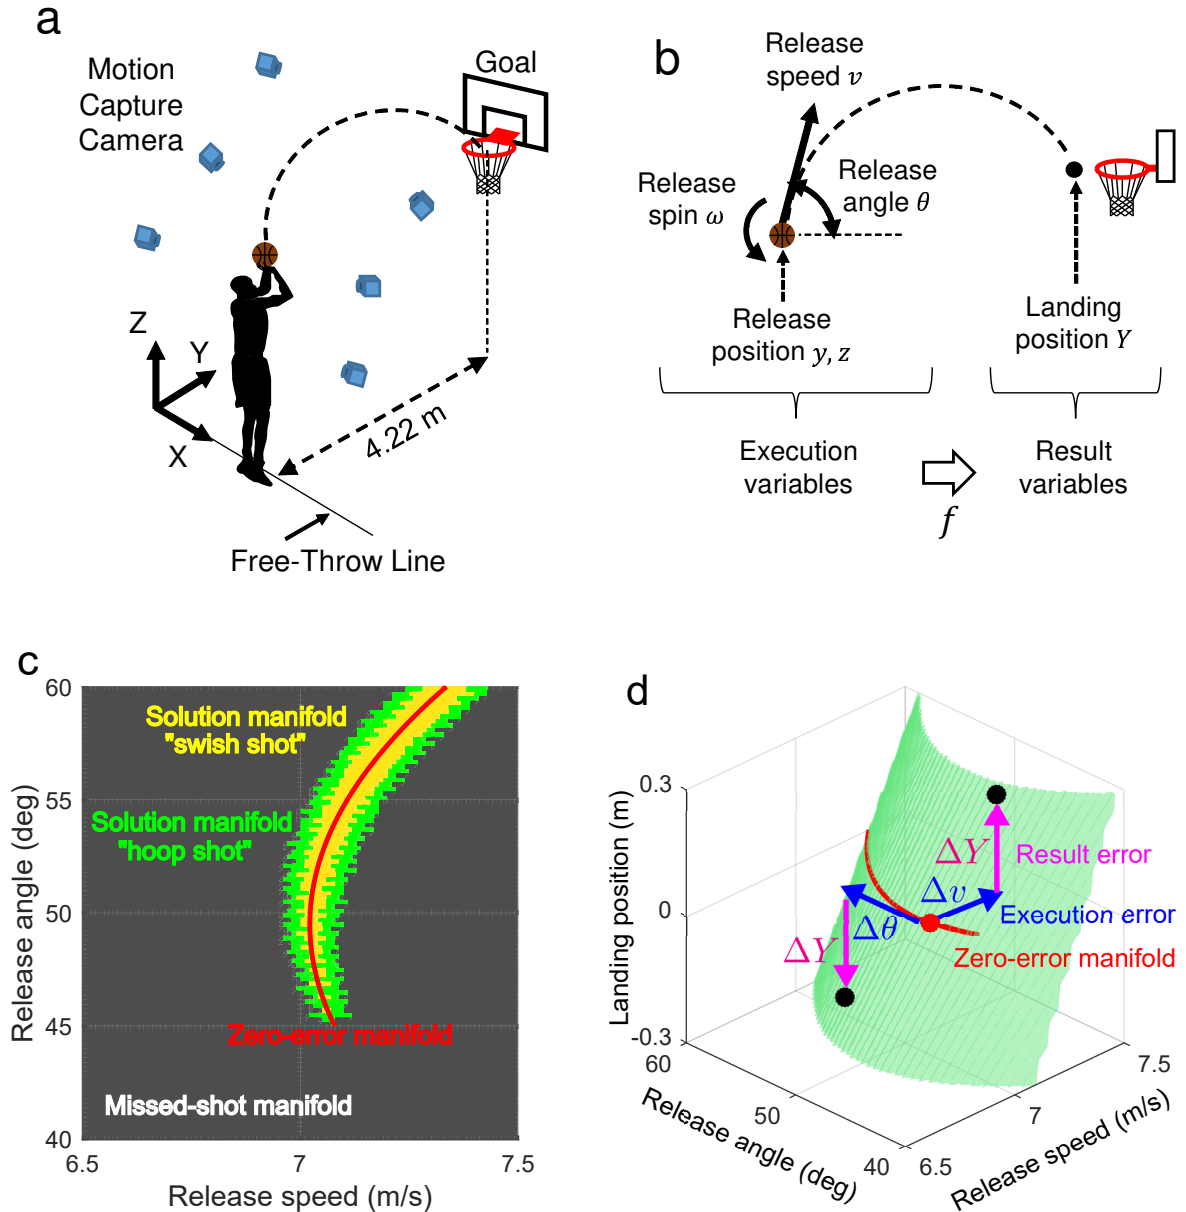 a
Motion
Capture
Camera
Goal
Z
Y
X
4.22 m
Free-Throw Line
b
Release
speed v
Release
spin ω
Release
angle θ
Release
position y, z
Landing
position Y
Execution
variables
f
Result
variables
c
Release angle (deg)
60
55
50
45
40
Solution manifold
"swish shot"
Solution manifold
"hoop shot"
Zero-error manifold
Missed-shot manifold
6.5
7
7.5
Release speed (m/s)
d
Landing position (m)
0.3
0
-0.3
ΔY
Result error
Δv
Execution error
Δθ
ΔY
Zero-error manifold
60
50
40
Release angle (deg)
6.5
7
7.5
Release speed (m/s)